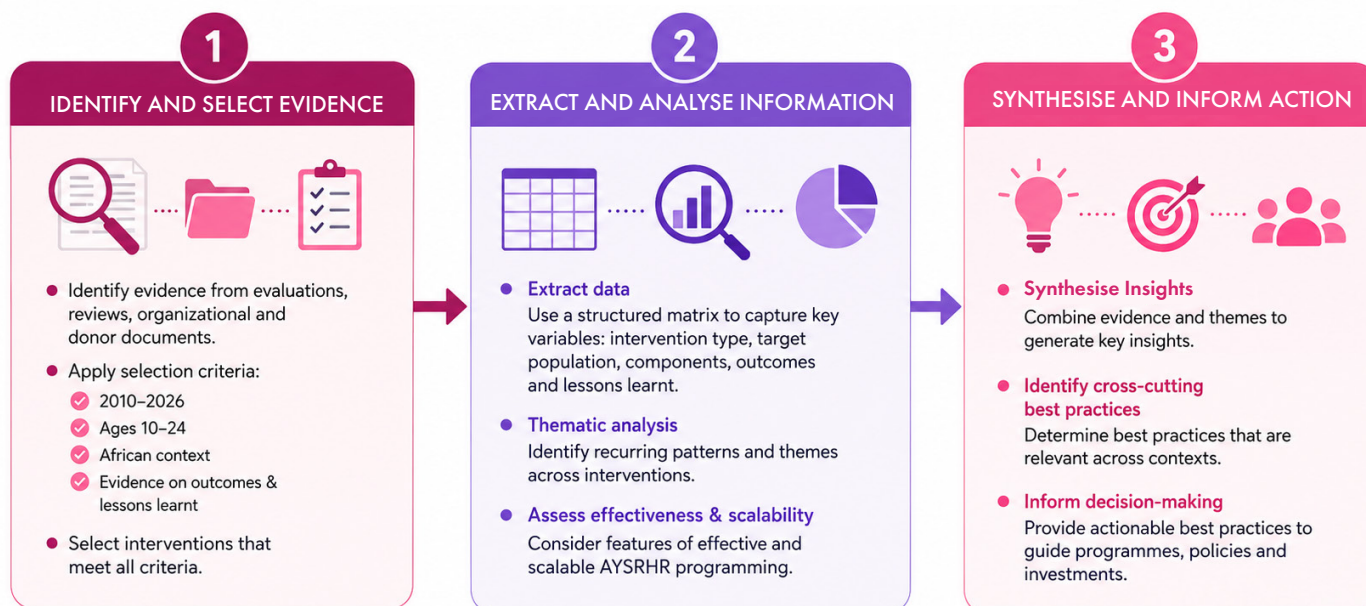 1
IDENTIFY AND SELECT EVIDENCE
Identify evidence from evaluations,
reviews, organizational and
donor documents.
Apply selection criteria:
2010–2026
Ages 10–24
African context
Evidence on outcomes &
lessons learnt
Select interventions that
meet all criteria.
2
EXTRACT AND ANALYSE INFORMATION
Extract data
Use a structured matrix to capture key
variables: intervention type, target
population, components, outcomes
and lessons learnt.
Thematic analysis
Identify recurring patterns and themes
across interventions.
Assess effectiveness & scalability
Consider features of effective and
scalable AYSRHR programming.
3
SYNTHESISE AND INFORM ACTION
Synthesise Insights
Combine evidence and themes to
generate key insights.
Identify cross-cutting
best practices
Determine best practices that are
relevant across contexts.
Inform decision-making
Provide actionable best practices to
guide programmes, policies and
investments.